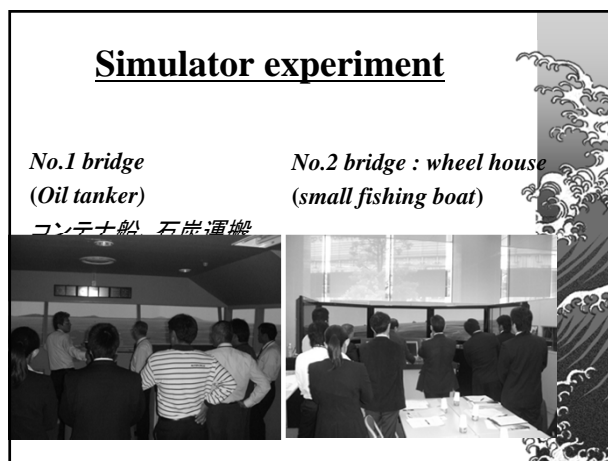 Simulator experiment
No.1 bridge
(Oil tanker)
コンテナ船、石炭運搬
No.2 bridge : wheel house
(small fishing boat)